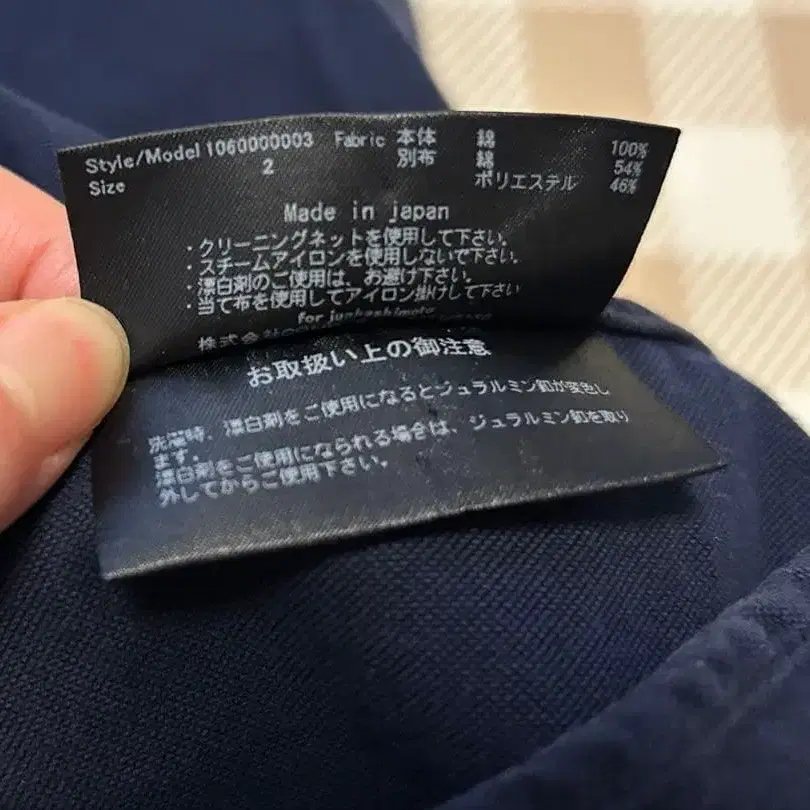 Style/Model 1060000003 Fabric 本体 綿 100%
Size 2 別布 綿 54%
ポリエステル 46%
Made in japan
・クリーニングネットを使用して下さい。
・スチームアイロンを使用しないで下さい。
・漂白剤のご使用は、お避け下さい。
・当て布を使用してアイロン掛けして下さい
for junhashimoto
株式会社
お取扱い上の御注意
洗濯時、漂白剤をご使用になるとジュラルミン釦が変色し
ます。
漂白剤をご使用になられる場合は、ジュラルミン釦を取り
外してからご使用下さい。